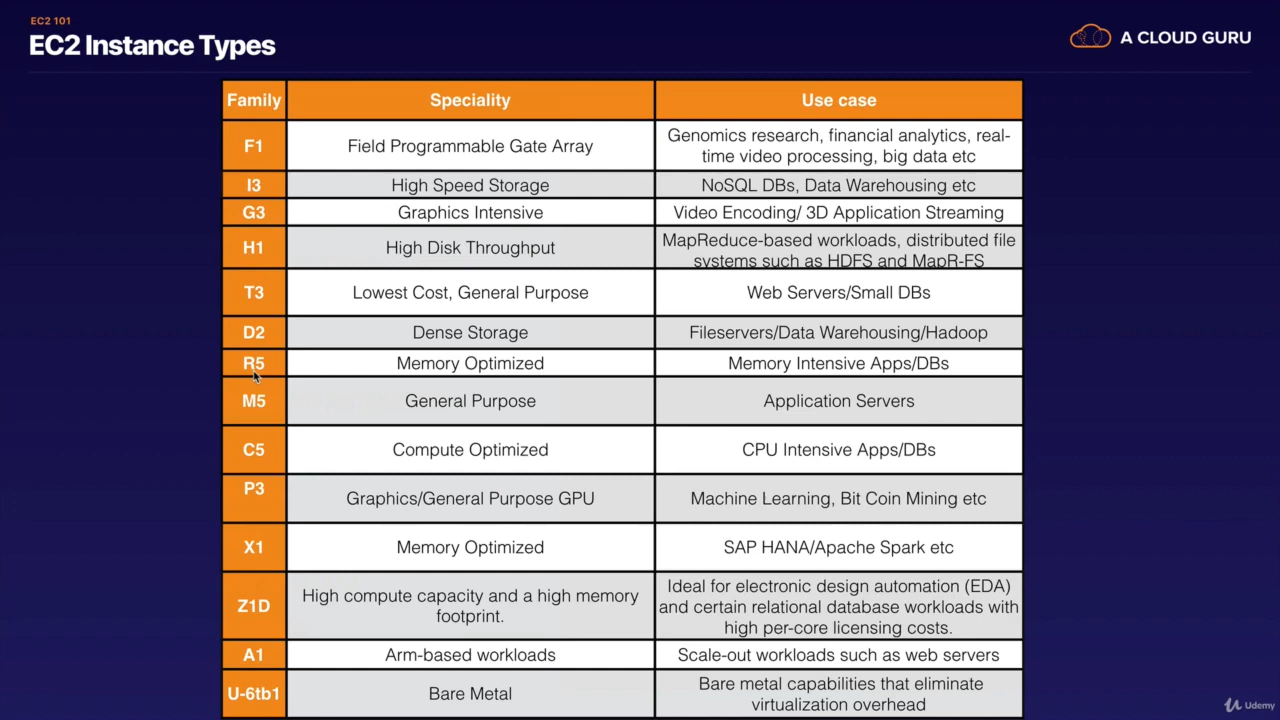 EC2 101
EC2 Instance Types
A CLOUD GURU
Family Speciality Use case
F1 Field Programmable Gate Array Genomics research, financial analytics, real-
time video processing, big data etc
I3 High Speed Storage NoSQL DBs, Data Warehousing etc
G3 Graphics Intensive Video Encoding/ 3D Application Streaming
H1 High Disk Throughput MapReduce-based workloads, distributed file
systems such as HDFS and MapR-FS
T3 Lowest Cost, General Purpose Web Servers/Small DBs
D2 Dense Storage Fileservers/Data Warehousing/Hadoop
R5 Memory Optimized Memory Intensive Apps/DBs
M5 General Purpose Application Servers
C5 Compute Optimized CPU Intensive Apps/DBs
P3 Graphics/General Purpose GPU Machine Learning, Bit Coin Mining etc
X1 Memory Optimized SAP HANA/Apache Spark etc
Z1D High compute capacity and a high memory
footprint. Ideal for electronic design automation (EDA)
and certain relational database workloads with
high per-core licensing costs.
A1 Arm-based workloads Scale-out workloads such as web servers
U-6tb1 Bare Metal Bare metal capabilities that eliminate
virtualization overhead
Udemy